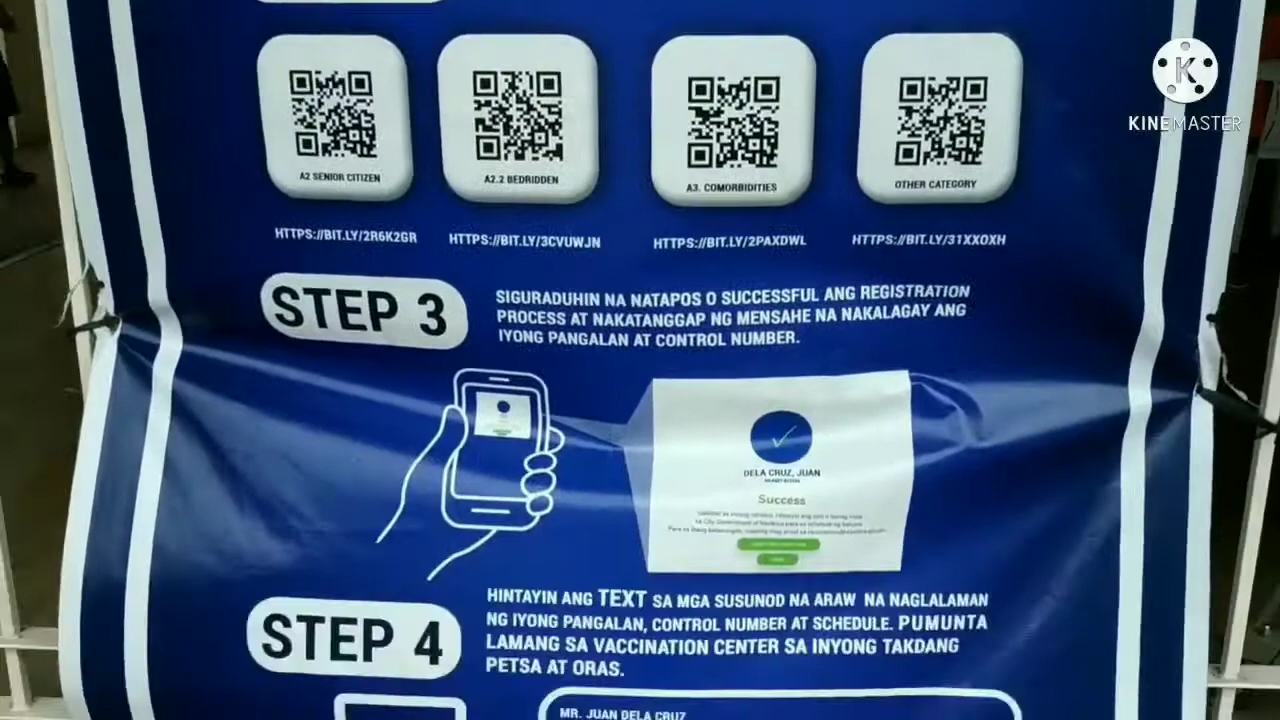 KINEMASTER
A2 SENIOR CITIZEN
A2.2 BEDRIDDEN
A3. COMORBIDITIES
OTHER CATEGORY
HTTPS://BIT.LY/2R6K2GR
HTTPS://BIT.LY/3CVUWJN
HTTPS://BIT.LY/2PAXDWL
HTTPS://BIT.LY/31XXOXH
STEP 3
SIGURADUHIN NA NATAPOS O SUCCESSFUL ANG REGISTRATION
PROCESS AT NAKATANGGAP NG MENSAHE NA NAKALAGAY ANG
IYONG PANGALAN AT CONTROL NUMBER.
DELA CRUZ, JUAN
Success
STEP 4
HINTAYIN ANG TEXT SA MGA SUSUNOD NA ARAW NA NAGLALAMAN
NG IYONG PANGALAN, CONTROL NUMBER AT SCHEDULE. PUMUNTA
LAMANG SA VACCINATION CENTER SA INYONG TAKDANG
PETSA AT ORAS.
MR. JUAN DELA CRUZ